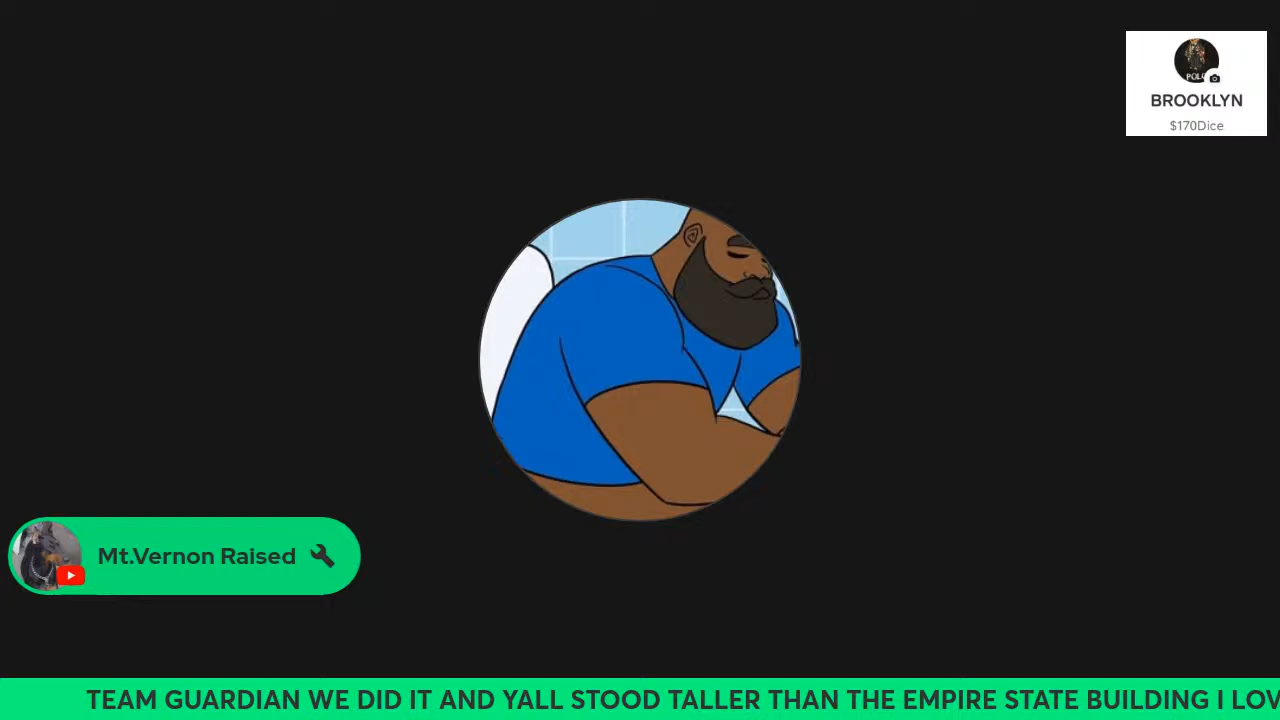 POLO
BROOKLYN
$170Dice
Mt.Vernon Raised
TEAM GUARDIAN WE DID IT AND YALL STOOD TALLER THAN THE EMPIRE STATE BUILDING I LOV